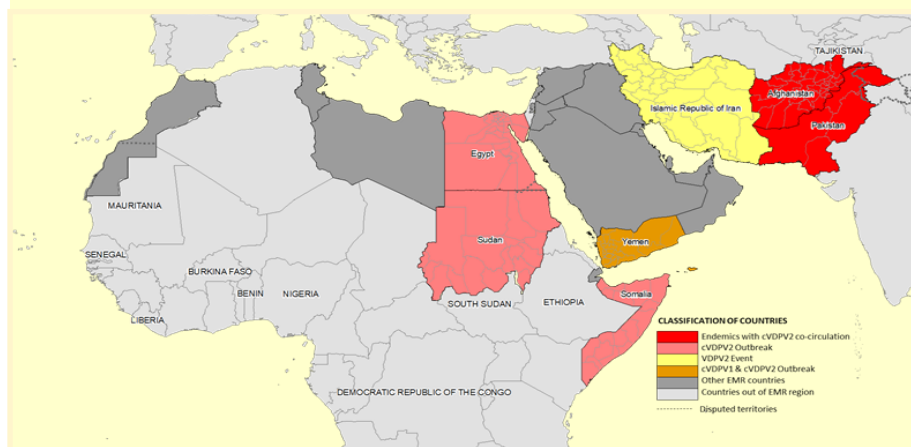 TAJIKISTAN
Afghanistan
Islamic Republic of Iran
Pakistan
Egypt
MAURITANIA
Sudan
Yemen
SENEGAL
BURKINA FASO
BENIN
NIGERIA
SOUTH SUDAN
ETHIOPIA
Somalia
LIBERIA
DEMOCRATIC REPUBLIC OF THE CONGO
CLASSIFICATION OF COUNTRIES
Endemics with cVDPV2 co-circulation
cVDPV2 Outbreak
VDPV2 Event
cVDPV1 & cVDPV2 Outbreak
Other EMR countries
Countries out of EMR region
Disputed territories